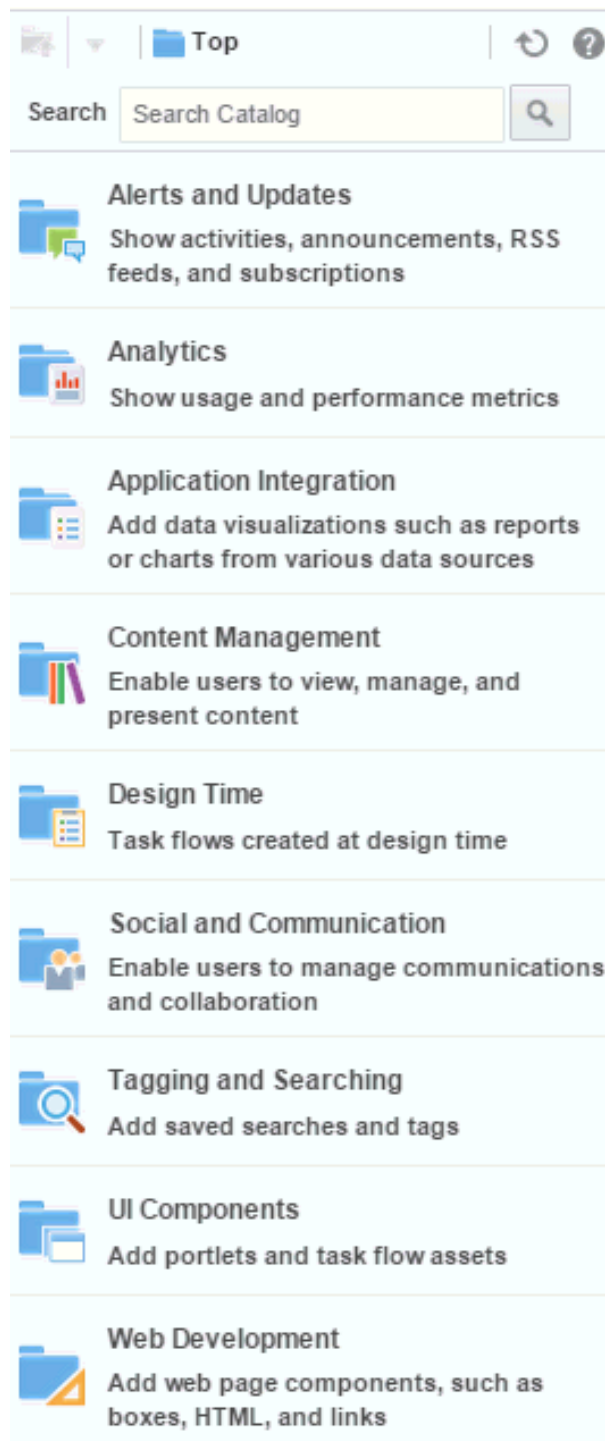 Top
Search Search Catalog
Alerts and Updates
Show activities, announcements, RSS
feeds, and subscriptions
Analytics
Show usage and performance metrics
Application Integration
Add data visualizations such as reports
or charts from various data sources
Content Management
Enable users to view, manage, and
present content
Design Time
Task flows created at design time
Social and Communication
Enable users to manage communications
and collaboration
Tagging and Searching
Add saved searches and tags
UI Components
Add portlets and task flow assets
Web Development
Add web page components, such as
boxes, HTML, and links